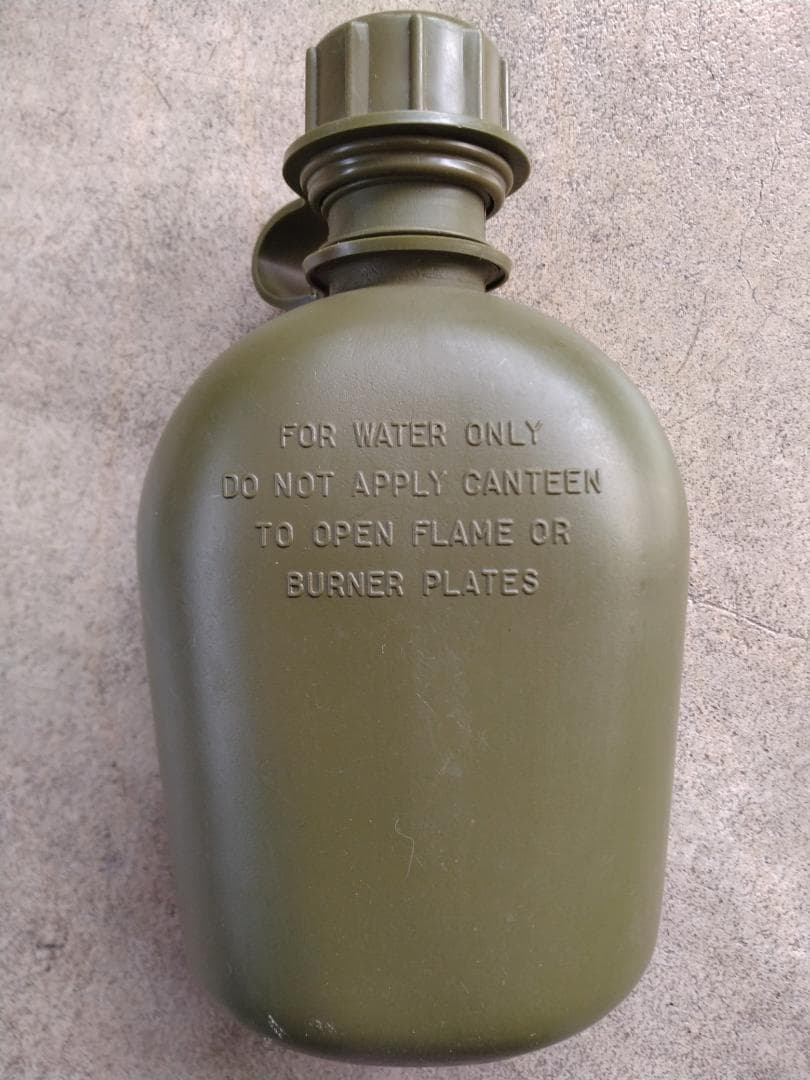 FOR WATER ONLY
DO NOT APPLY CANTEEN
TO OPEN FLAME OR
BURNER PLATES